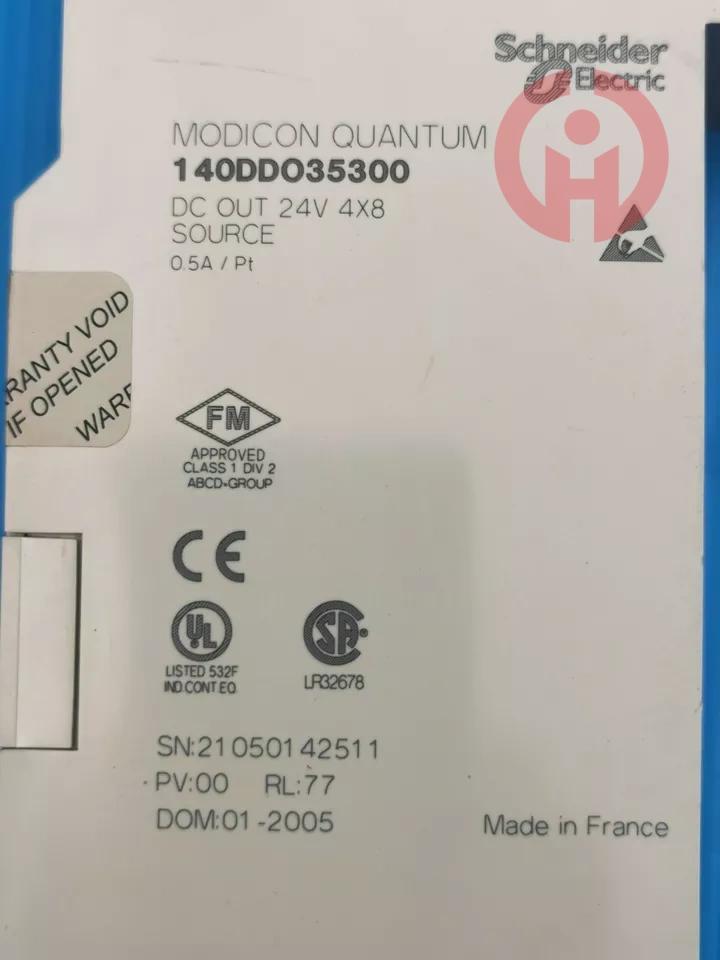 Schneider
Electric
MODICON QUANTUM
140DDO35300
DC OUT 24V 4X8
SOURCE
0.5A / Pt
WARRANTY VOID
IF OPENED
FM
APPROVED
CLASS 1 DIV 2
ABCD-GROUP
CE
UL
LISTED 532F
IND.CONT.EQ.
SA
LR32678
SN:21050142511
PV:00 RL:77
DOM:01-2005
Made in France